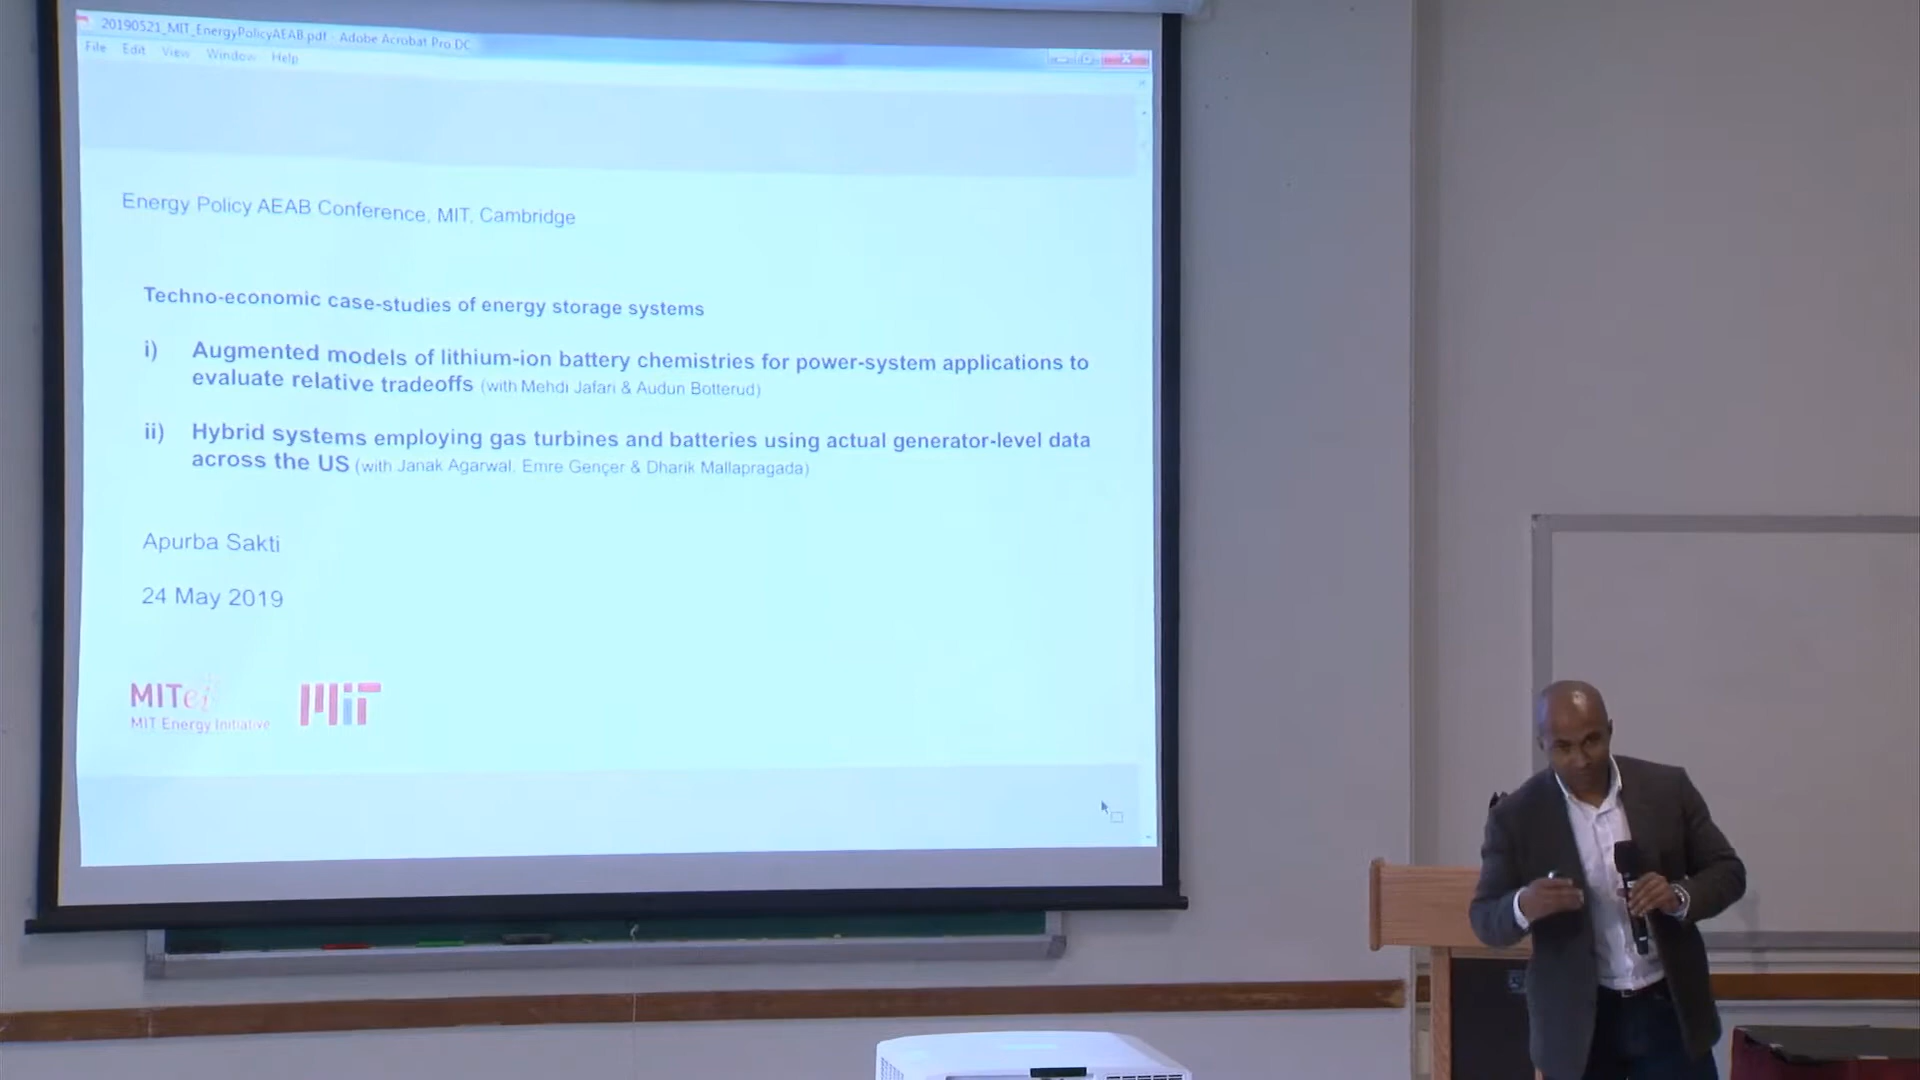 20190521_MIT_EnergyPolicyAEAB.pdf - Adobe Acrobat Pro DC
File Edit View Window Help
Energy Policy AEAB Conference, MIT, Cambridge
Techno-economic case-studies of energy storage systems
i) Augmented models of lithium-ion battery chemistries for power-system applications to
evaluate relative tradeoffs (with Mehdi Jafari & Audun Botterud)
ii) Hybrid systems employing gas turbines and batteries using actual generator-level data
across the US (with Janak Agarwal, Emre Gençer & Dharik Mallapragada)
Apurba Sakti
24 May 2019
MITei
MIT Energy Initiative
MIT